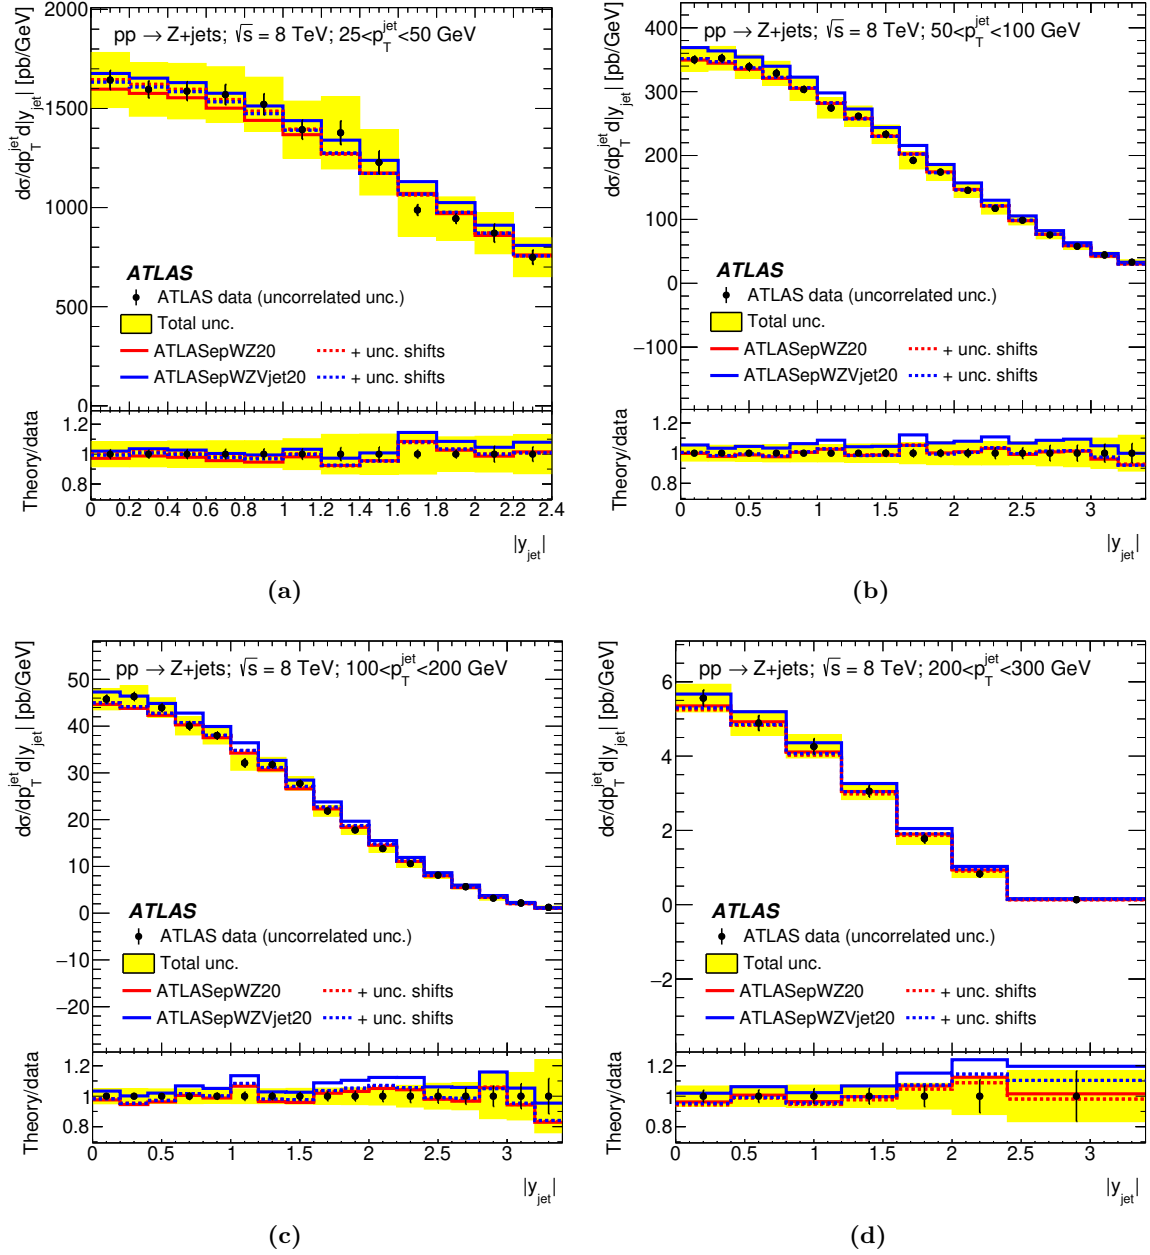 pp → Z+jets; √s = 8 TeV; 25<p_T^jet<50 GeV
dσ/dp_T^jet d|y_jet| [pb/GeV]
2000
1500
1000
500
0
ATLAS
ATLAS data (uncorrelated unc.)
Total unc.
ATLASepWZ20 + unc. shifts
ATLASepWZVjet20 + unc. shifts
Theory/data
1.2
1
0.8
0 0.2 0.4 0.6 0.8 1 1.2 1.4 1.6 1.8 2 2.2 2.4
|y_jet|
(a)
pp → Z+jets; √s = 8 TeV; 50<p_T^jet<100 GeV
dσ/dp_T^jet d|y_jet| [pb/GeV]
400
300
200
100
0
−100
ATLAS
ATLAS data (uncorrelated unc.)
Total unc.
ATLASepWZ20 + unc. shifts
ATLASepWZVjet20 + unc. shifts
Theory/data
1.2
1
0.8
0 0.5 1 1.5 2 2.5 3
|y_jet|
(b)
pp → Z+jets; √s = 8 TeV; 100<p_T^jet<200 GeV
dσ/dp_T^jet d|y_jet| [pb/GeV]
50
40
30
20
10
0
−10
−20
ATLAS
ATLAS data (uncorrelated unc.)
Total unc.
ATLASepWZ20 + unc. shifts
ATLASepWZVjet20 + unc. shifts
Theory/data
1.2
1
0.8
0 0.5 1 1.5 2 2.5 3
|y_jet|
(c)
pp → Z+jets; √s = 8 TeV; 200<p_T^jet<300 GeV
dσ/dp_T^jet d|y_jet| [pb/GeV]
6
4
2
0
−2
ATLAS
ATLAS data (uncorrelated unc.)
Total unc.
ATLASepWZ20 + unc. shifts
ATLASepWZVjet20 + unc. shifts
Theory/data
1.2
1
0.8
0 0.5 1 1.5 2 2.5 3
|y_jet|
(d)